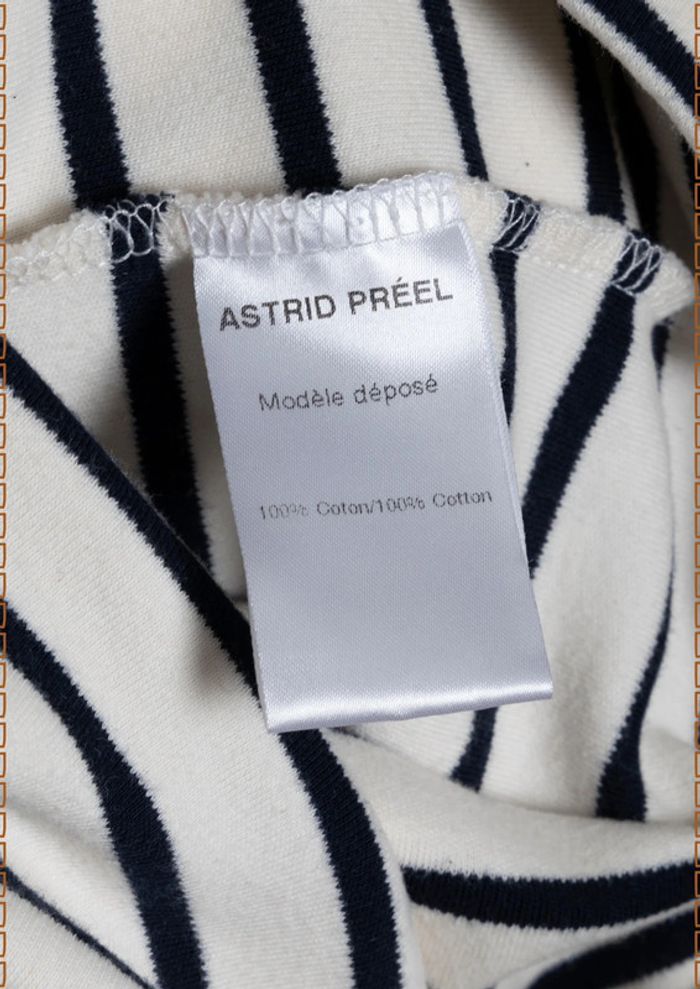 ASTRID PRÉEL
Modèle déposé
100% Coton/100% Cotton